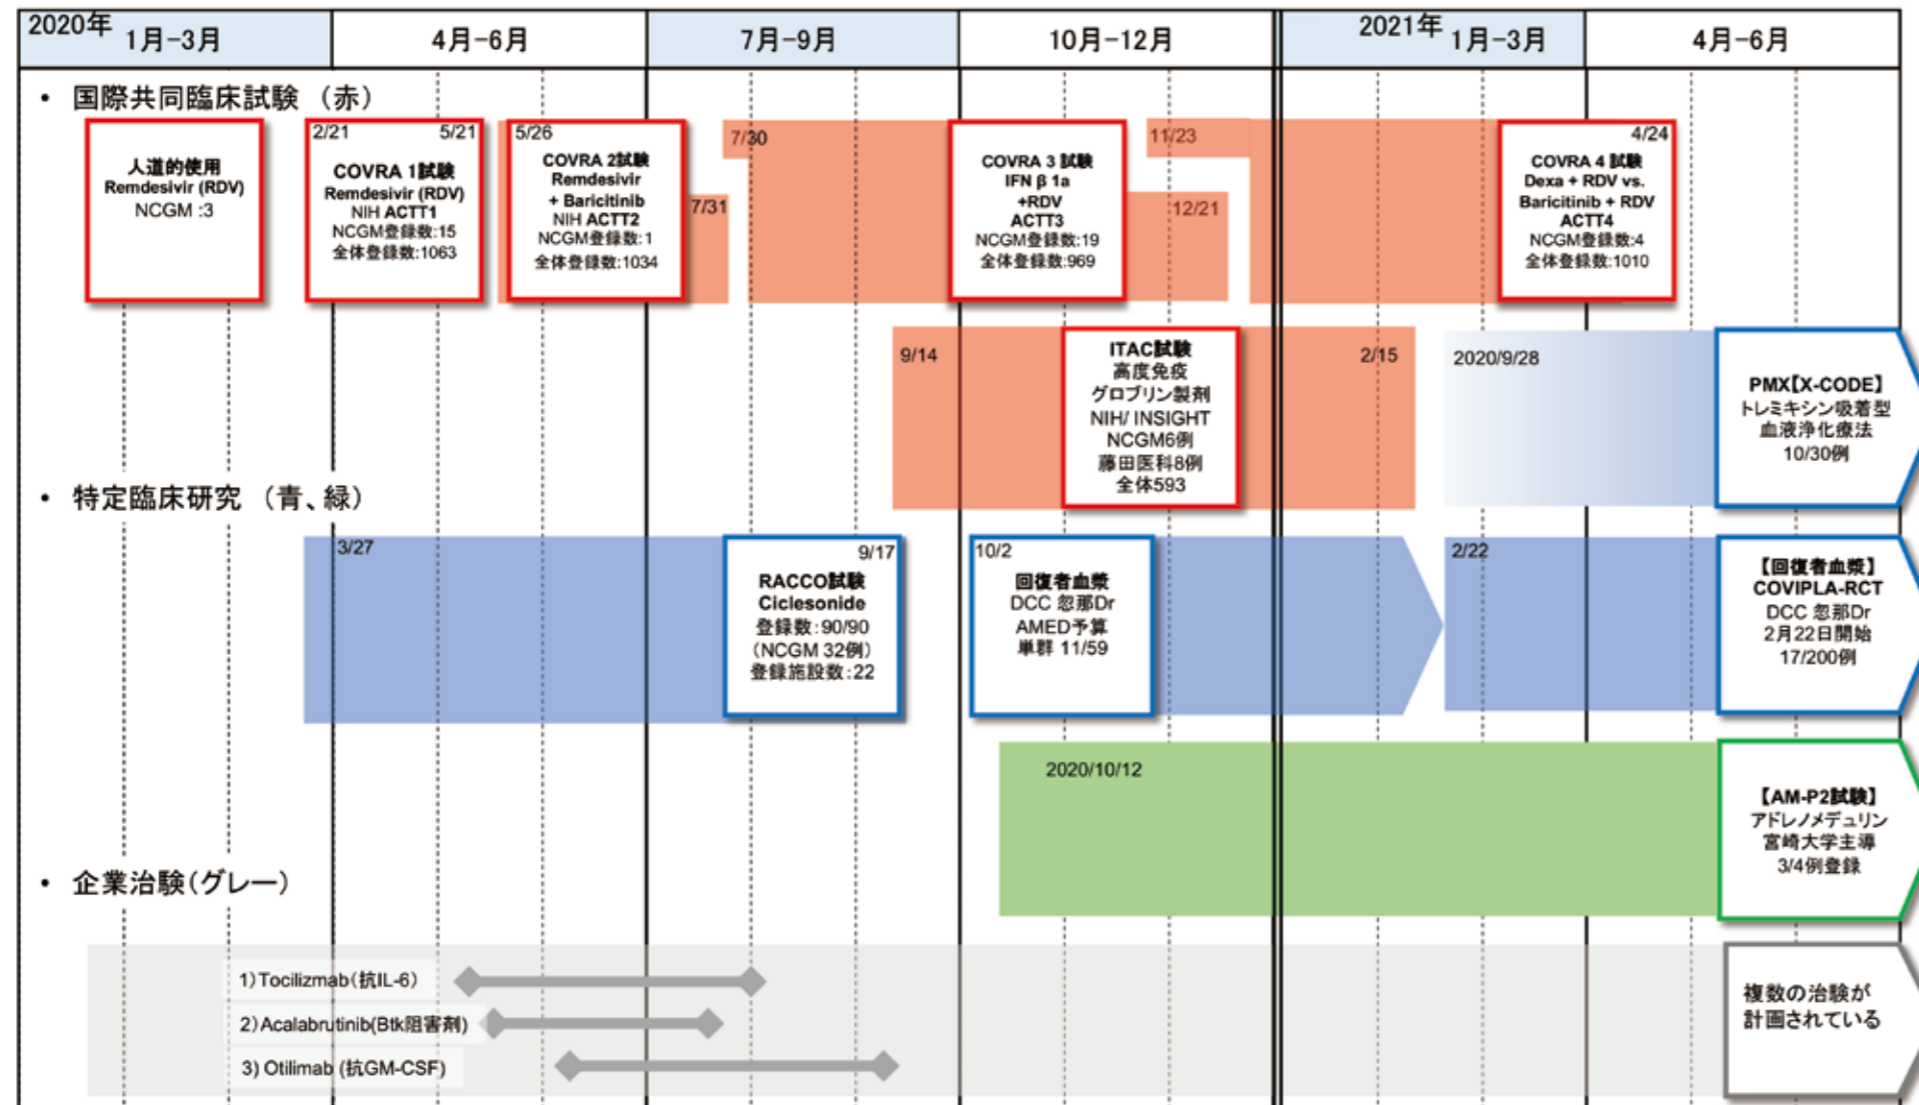 2020年
1月-3月
4月-6月
7月-9月
10月-12月
2021年
1月-3月
4月-6月
• 国際共同臨床試験 （赤）
人道的使用
Remdesivir (RDV)
NCGM :3
2/21
5/21
COVRA 1試験
Remdesivir (RDV)
NIH ACTT1
NCGM登録数:15
全体登録数:1063
5/26
COVRA 2試験
Remdesivir
+ Baricitinib
NIH ACTT2
NCGM登録数:1
全体登録数:1034
7/31
7/30
COVRA 3 試験
IFN β 1a
+RDV
ACTT3
NCGM登録数:19
全体登録数:969
12/21
11/23
4/24
COVRA 4 試験
Dexa + RDV vs.
Baricitinib + RDV
ACTT4
NCGM登録数:4
全体登録数:1010
9/14
ITAC試験
高度免疫
グロブリン製剤
NIH/ INSIGHT
NCGM6例
藤田医科8例
全体593
2/15
2020/9/28
PMX【X-CODE】
トレミキシン吸着型
血液浄化療法
10/30例
• 特定臨床研究 （青、緑）
3/27
9/17
RACCO試験
Ciclesonide
登録数：90/90
（NCGM 32例）
登録施設数：22
10/2
回復者血漿
DCC 忽那Dr
AMED予算
単群 11/59
2/22
【回復者血漿】
COVIPLA-RCT
DCC 忽那Dr
2月22日開始
17/200例
2020/10/12
【AM-P2試験】
アドレノメデュリン
宮崎大学主導
3/4例登録
• 企業治験（グレー）
1）Tocilizmab（抗IL-6）
2）Acalabrutinib(Btk阻害剤)
3) Otilimab (抗GM-CSF)
複数の治験が
計画されている